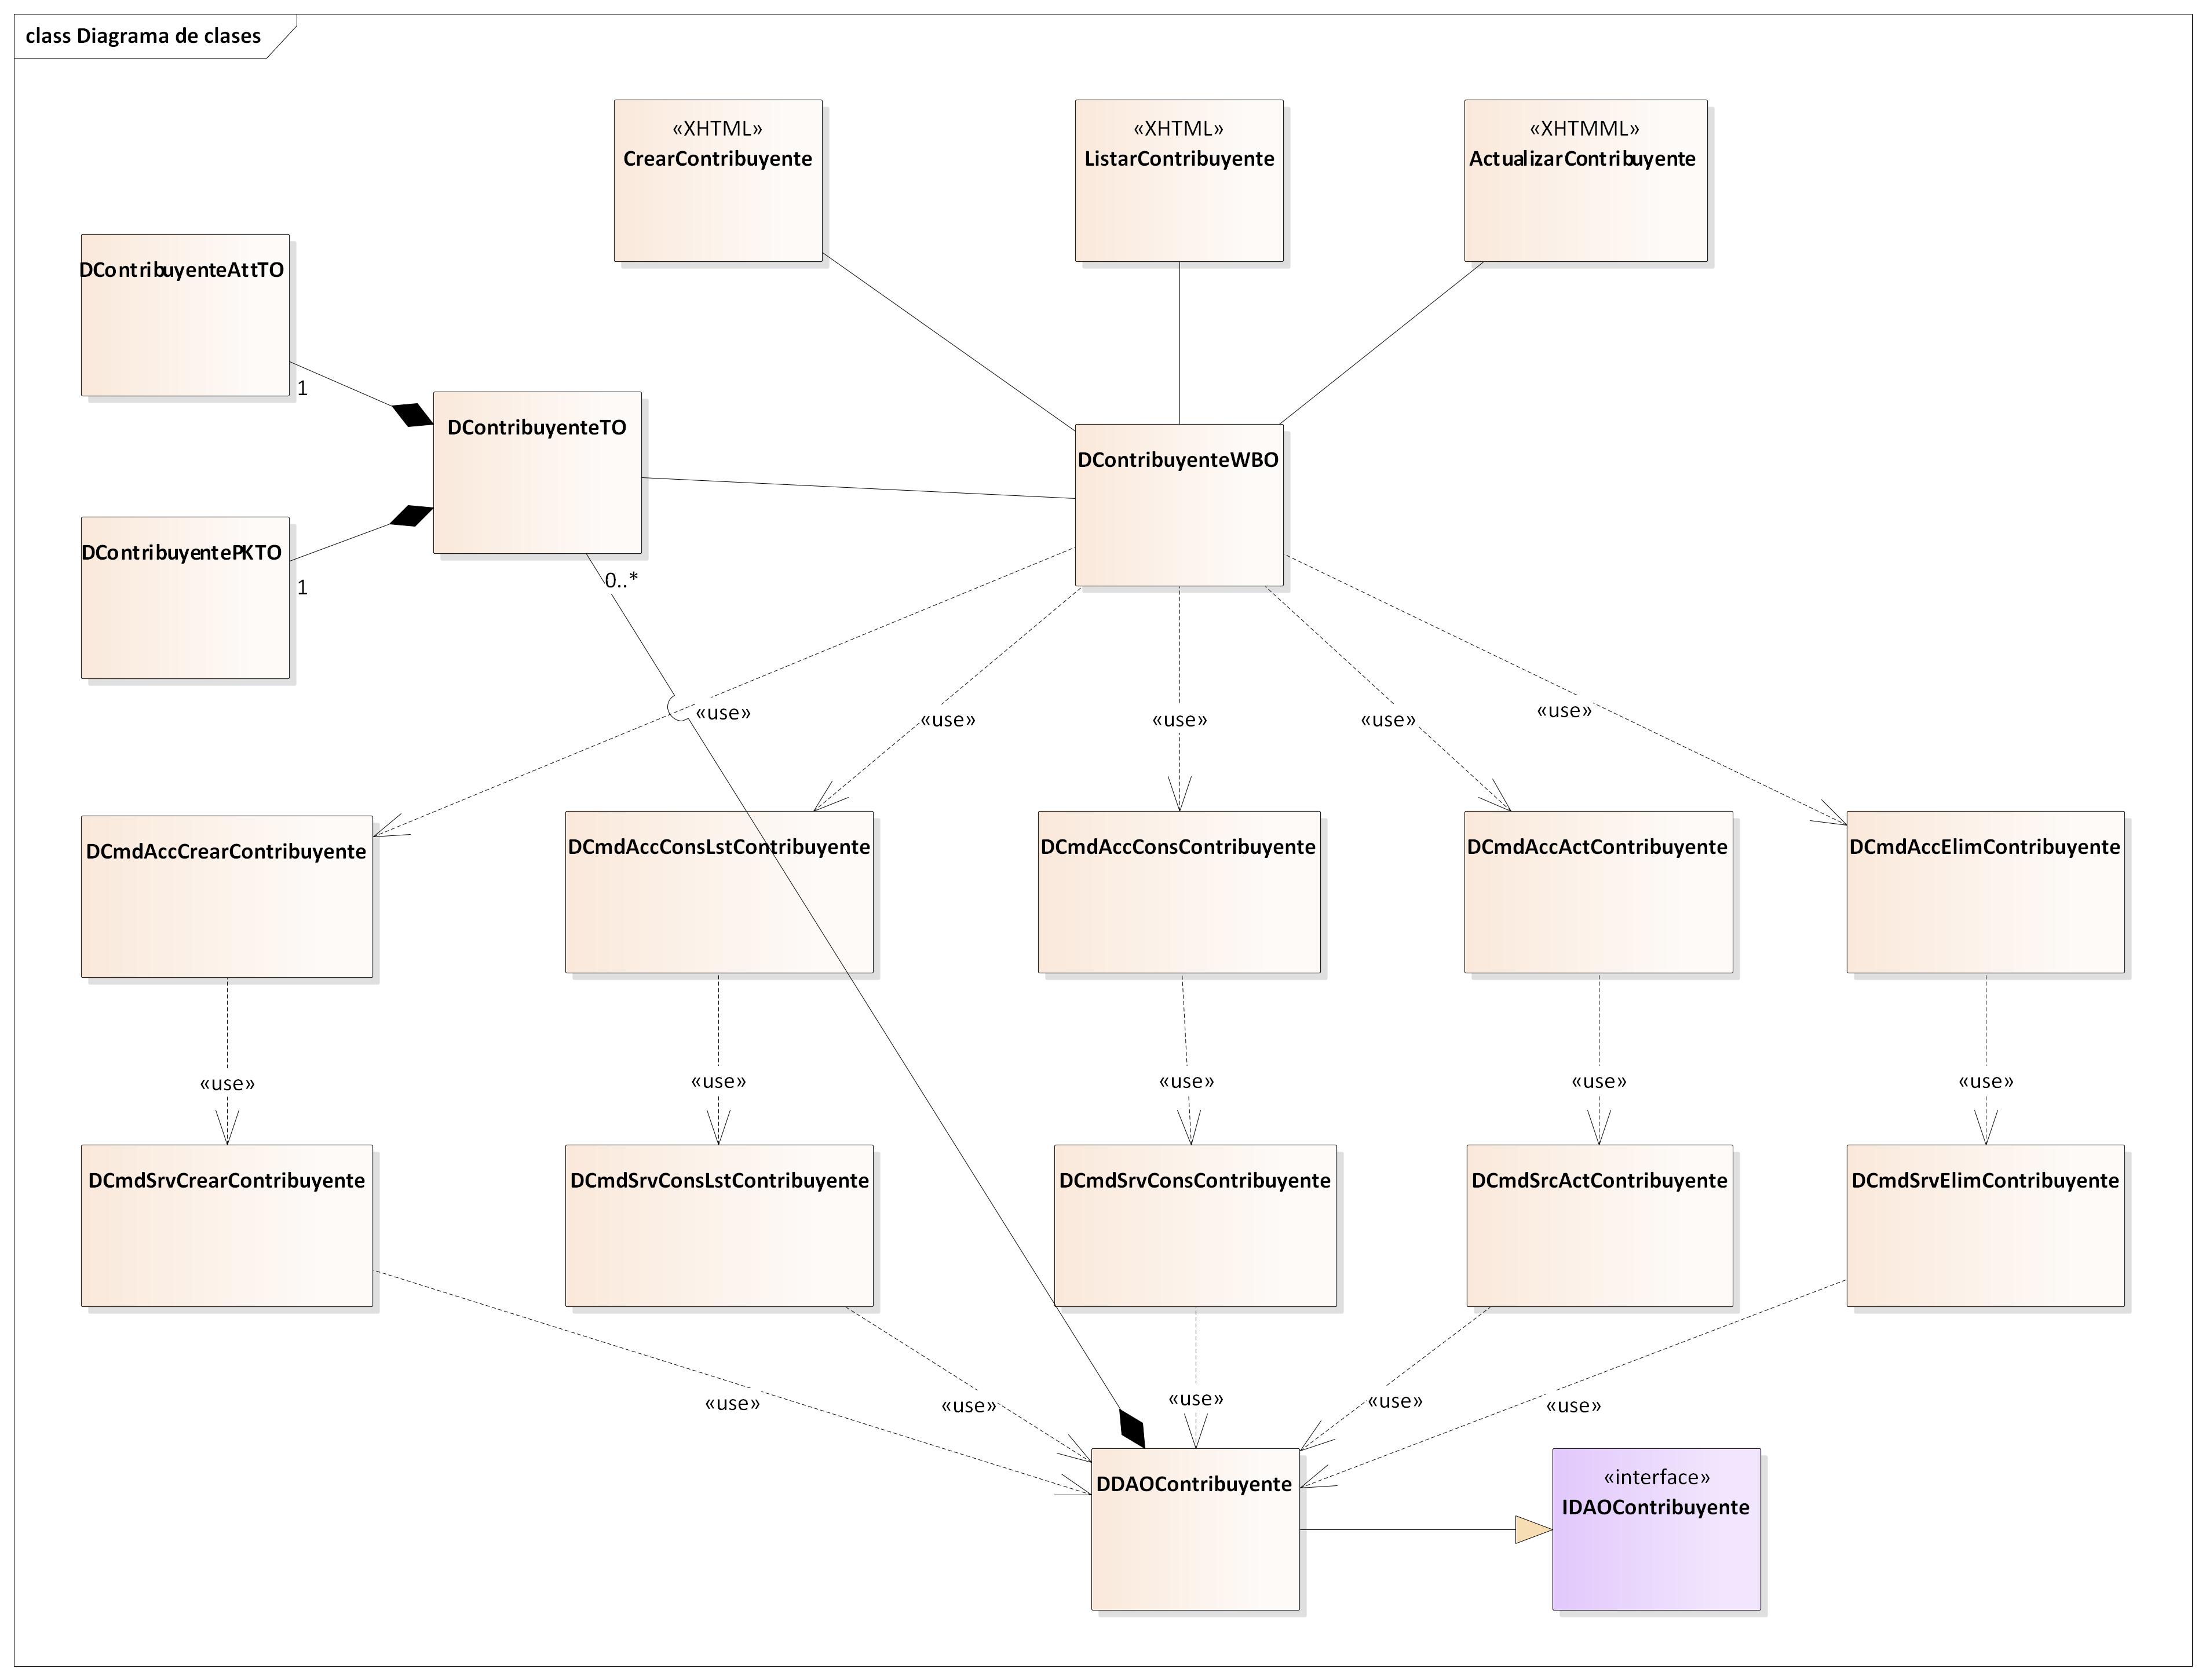 class Diagrama de clases
«XHTML»
CrearContribuyente
«XHTML»
ListarContribuyente
«XHTMML»
ActualizarContribuyente
DContribuyenteAttTO
1
DContribuyenteTO
DContribuyenteWBO
DContribuyentePKTO
1
0..*
«use»
«use»
«use»
«use»
«use»
DCmdAccCrearContribuyente
DCmdAccConsLstContribuyente
DCmdAccConsContribuyente
DCmdAccActContribuyente
DCmdAccElimContribuyente
«use»
«use»
«use»
«use»
«use»
DCmdSrvCrearContribuyente
DCmdSrvConsLstContribuyente
DCmdSrvConsContribuyente
DCmdSrcActContribuyente
DCmdSrvElimContribuyente
«use»
«use»
«use»
«use»
«use»
DDAOContribuyente
«interface»
IDAOContribuyente